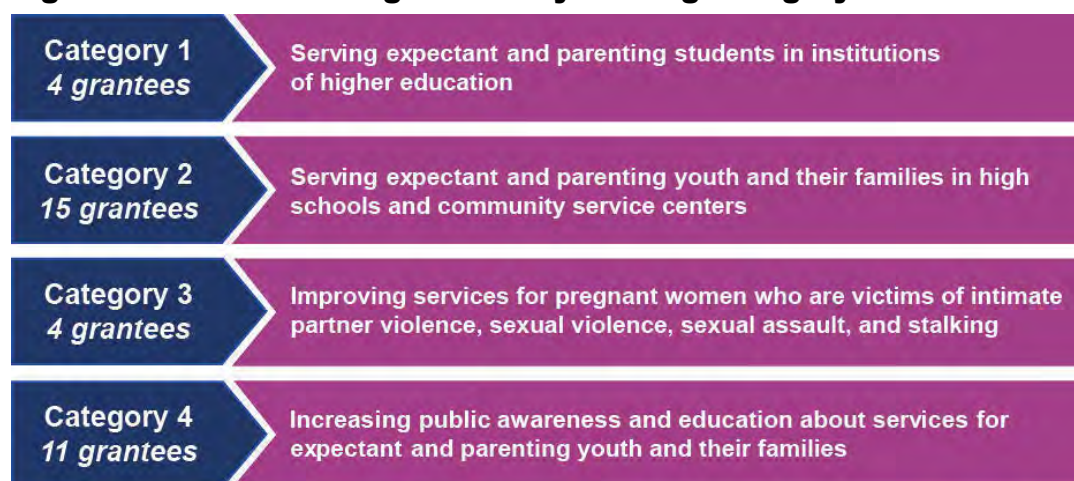 Category 1
4 grantees
Serving expectant and parenting students in institutions
of higher education
Category 2
15 grantees
Serving expectant and parenting youth and their families in high
schools and community service centers
Category 3
4 grantees
Improving services for pregnant women who are victims of intimate
partner violence, sexual violence, sexual assault, and stalking
Category 4
11 grantees
Increasing public awareness and education about services for
expectant and parenting youth and their families